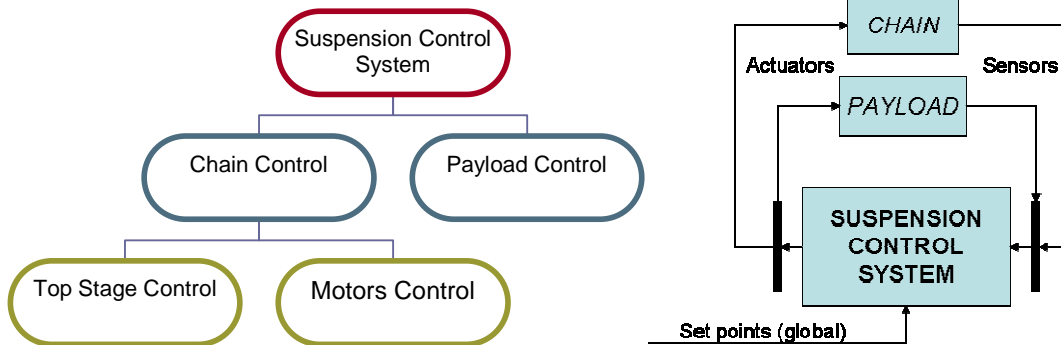 Suspension Control
System
Chain Control
Payload Control
Top Stage Control
Motors Control
CHAIN
Actuators
Sensors
PAYLOAD
SUSPENSION
CONTROL
SYSTEM
Set points (global)